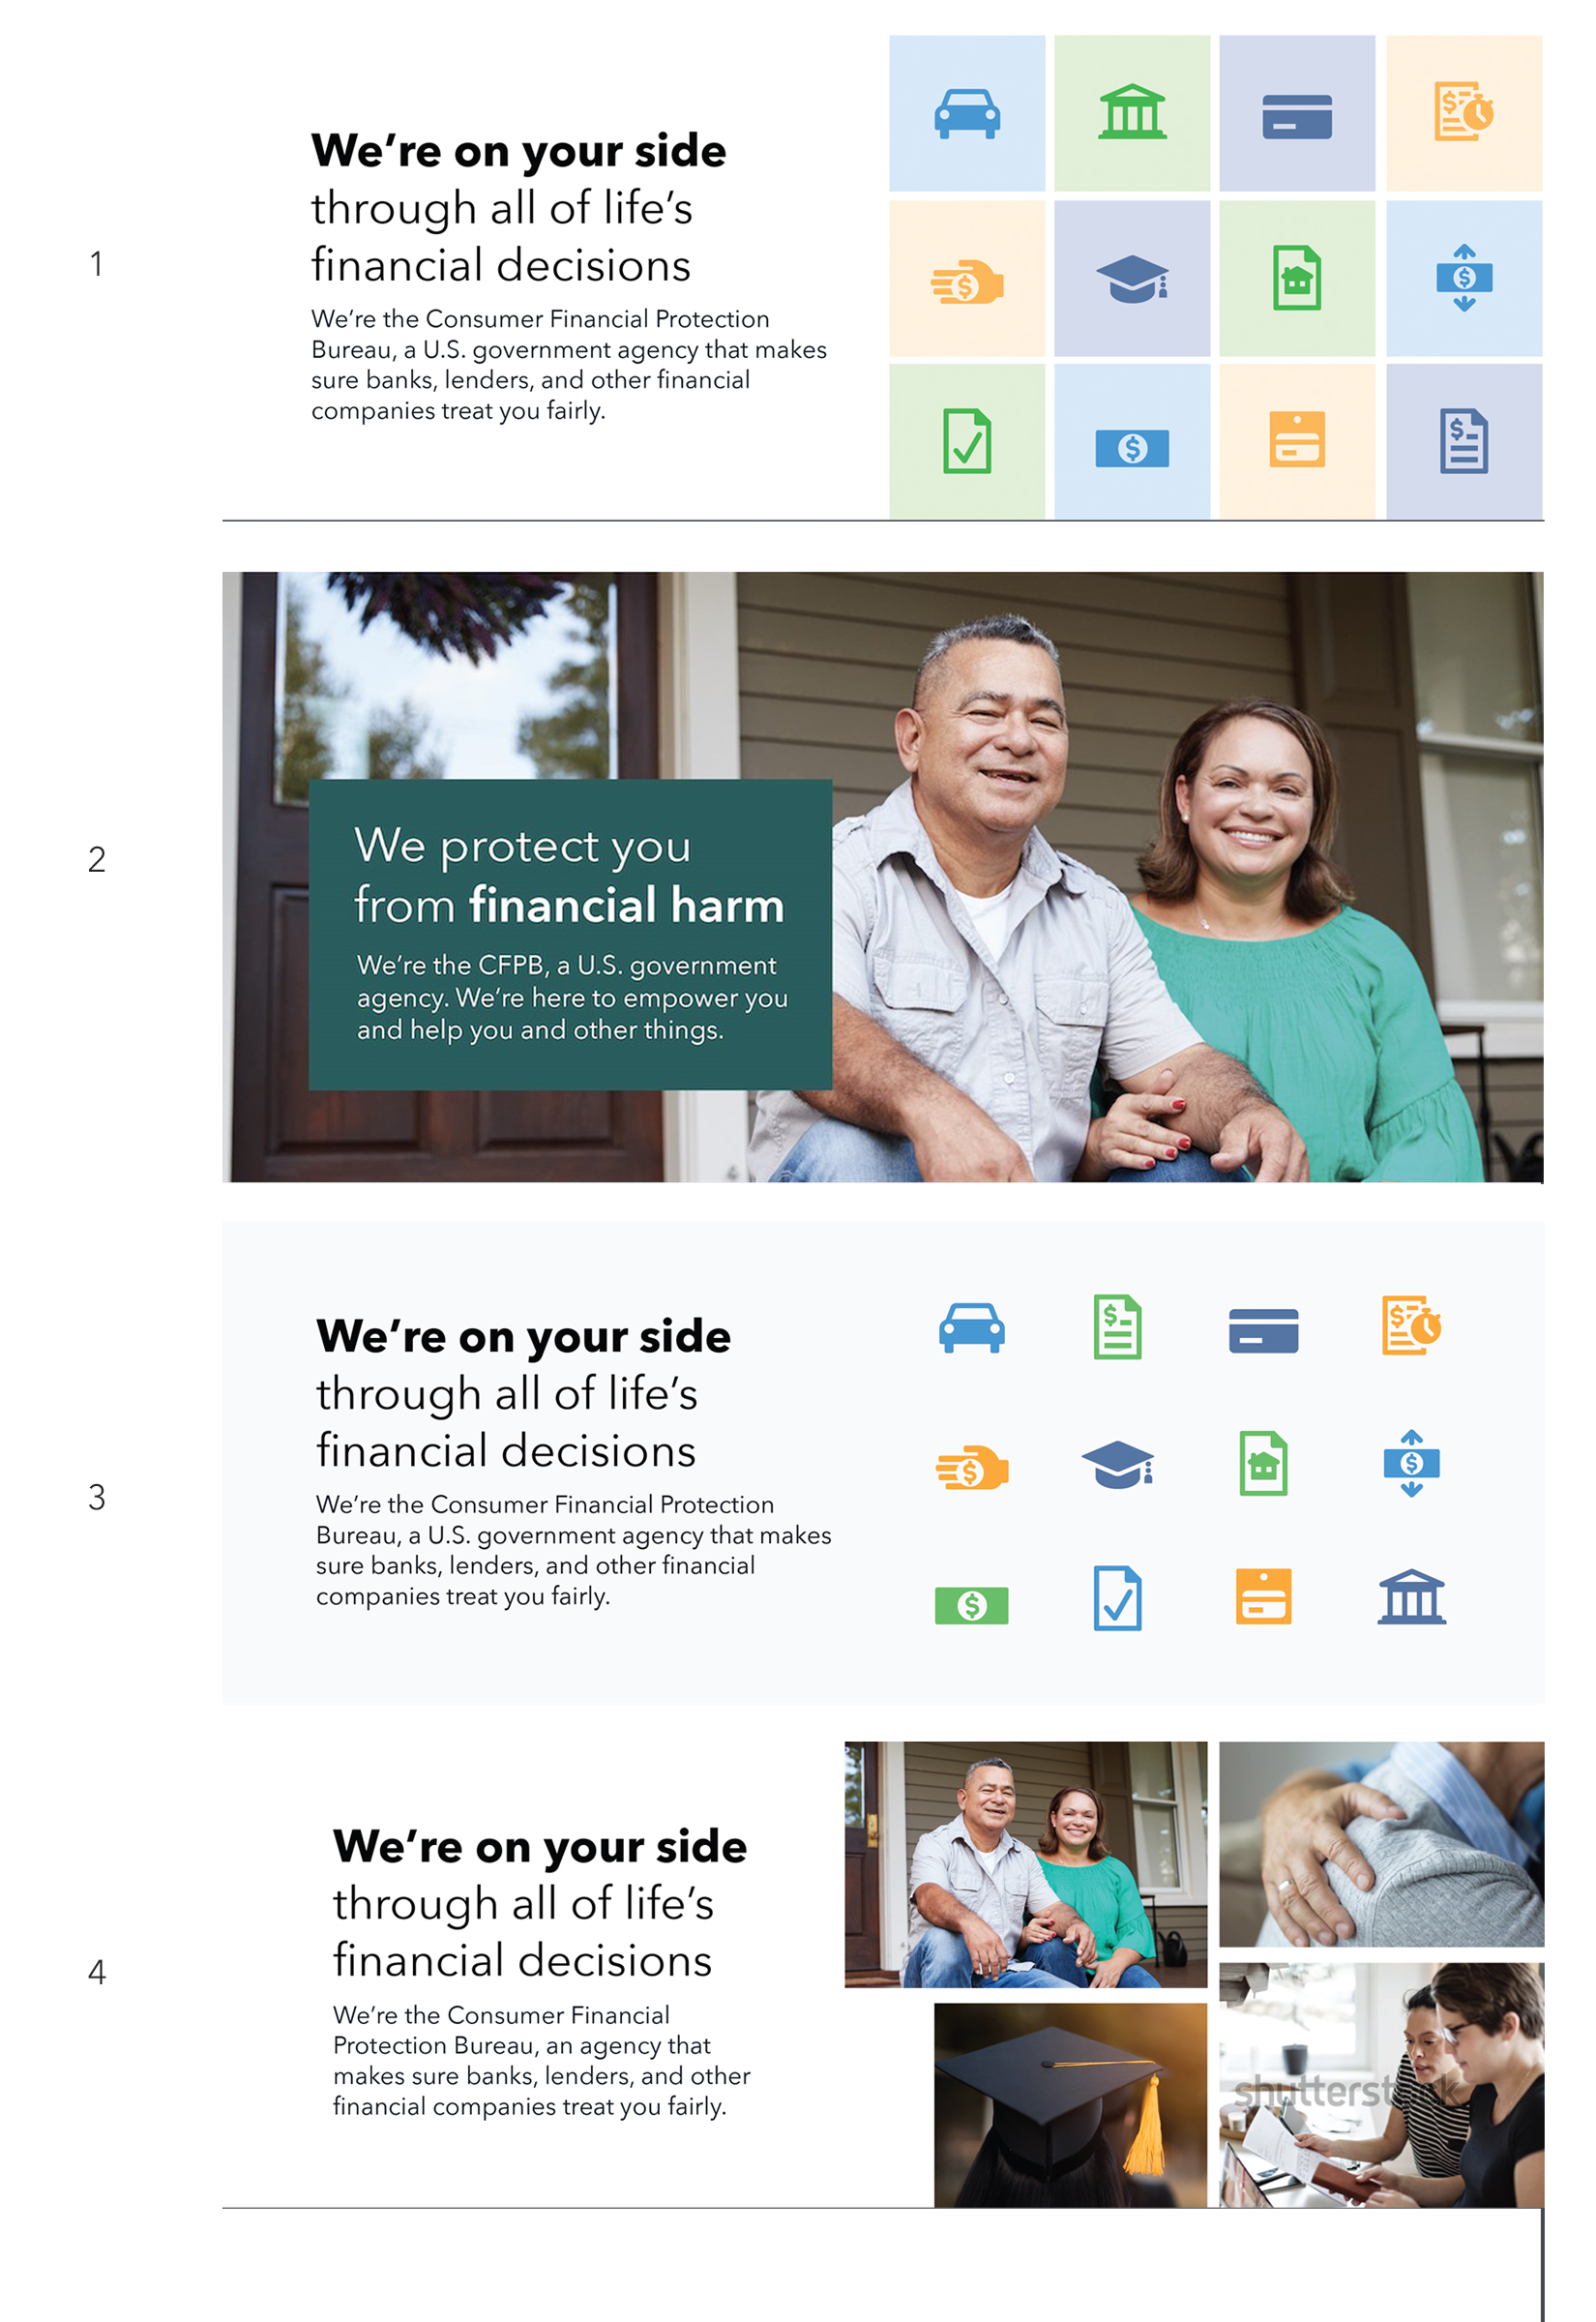 1
We're on your side
through all of life's
financial decisions
We're the Consumer Financial Protection
Bureau, a U.S. government agency that makes
sure banks, lenders, and other financial
companies treat you fairly.
$
$
$
$
$
2
We protect you
from financial harm
We're the CFPB, a U.S. government
agency. We're here to empower you
and help you and other things.
3
We're on your side
through all of life's
financial decisions
We're the Consumer Financial Protection
Bureau, a U.S. government agency that makes
sure banks, lenders, and other financial
companies treat you fairly.
$
$
$
$
$
4
We're on your side
through all of life's
financial decisions
We're the Consumer Financial
Protection Bureau, an agency that
makes sure banks, lenders, and other
financial companies treat you fairly.
shutterstock